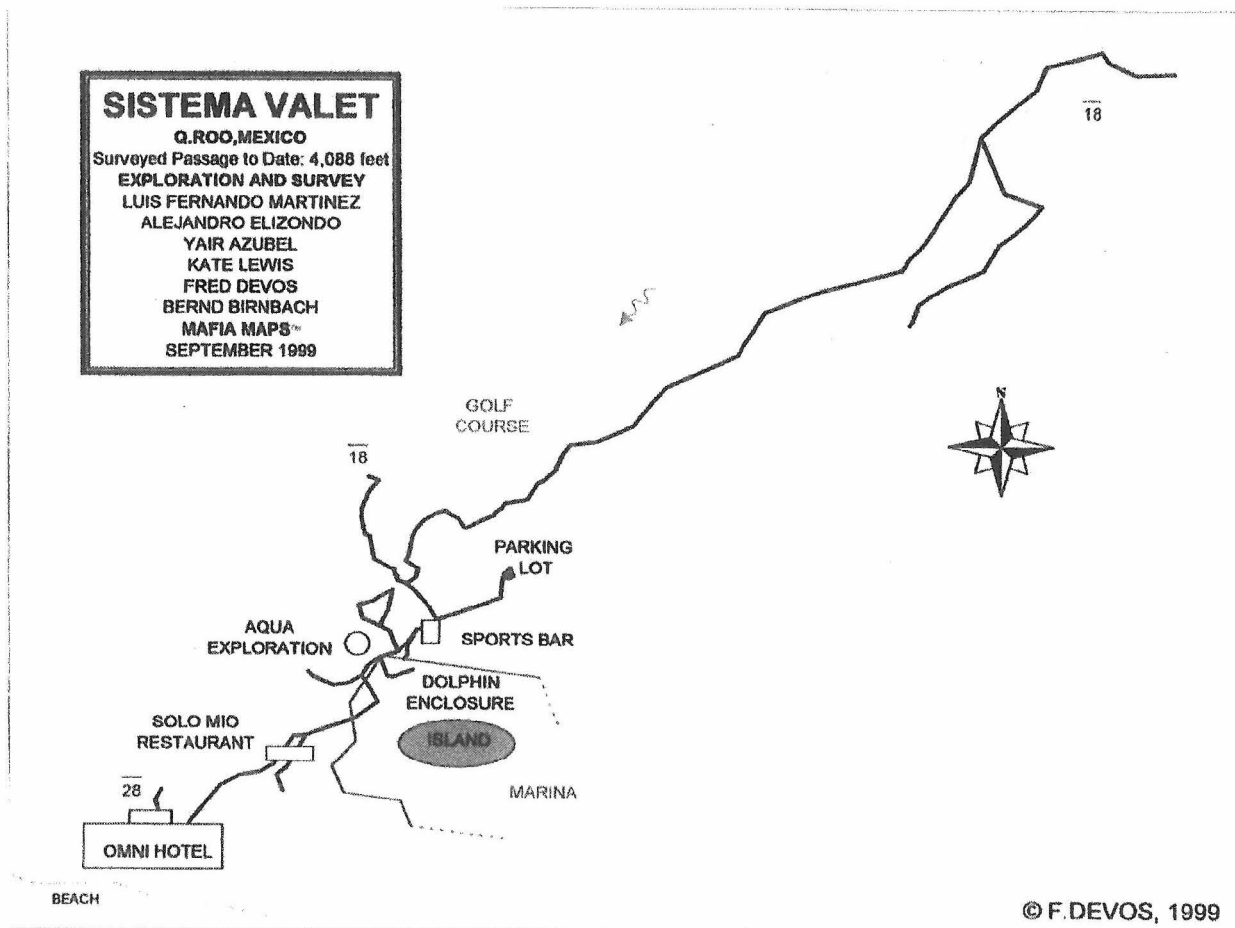 SISTEMA VALET
Q.ROO,MEXICO
Surveyed Passage to Date: 4,088 feet
EXPLORATION AND SURVEY
LUIS FERNANDO MARTINEZ
ALEJANDRO ELIZONDO
YAIR AZUBEL
KATE LEWIS
FRED DEVOS
BERND BIRNBACH
MAFIA MAPS™
SEPTEMBER 1999
18
N
GOLF
COURSE
18
PARKING
LOT
AQUA
EXPLORATION
SPORTS BAR
DOLPHIN
ENCLOSURE
SOLO MIO
RESTAURANT
ISLAND
28
MARINA
OMNI HOTEL
BEACH
© F.DEVOS, 1999